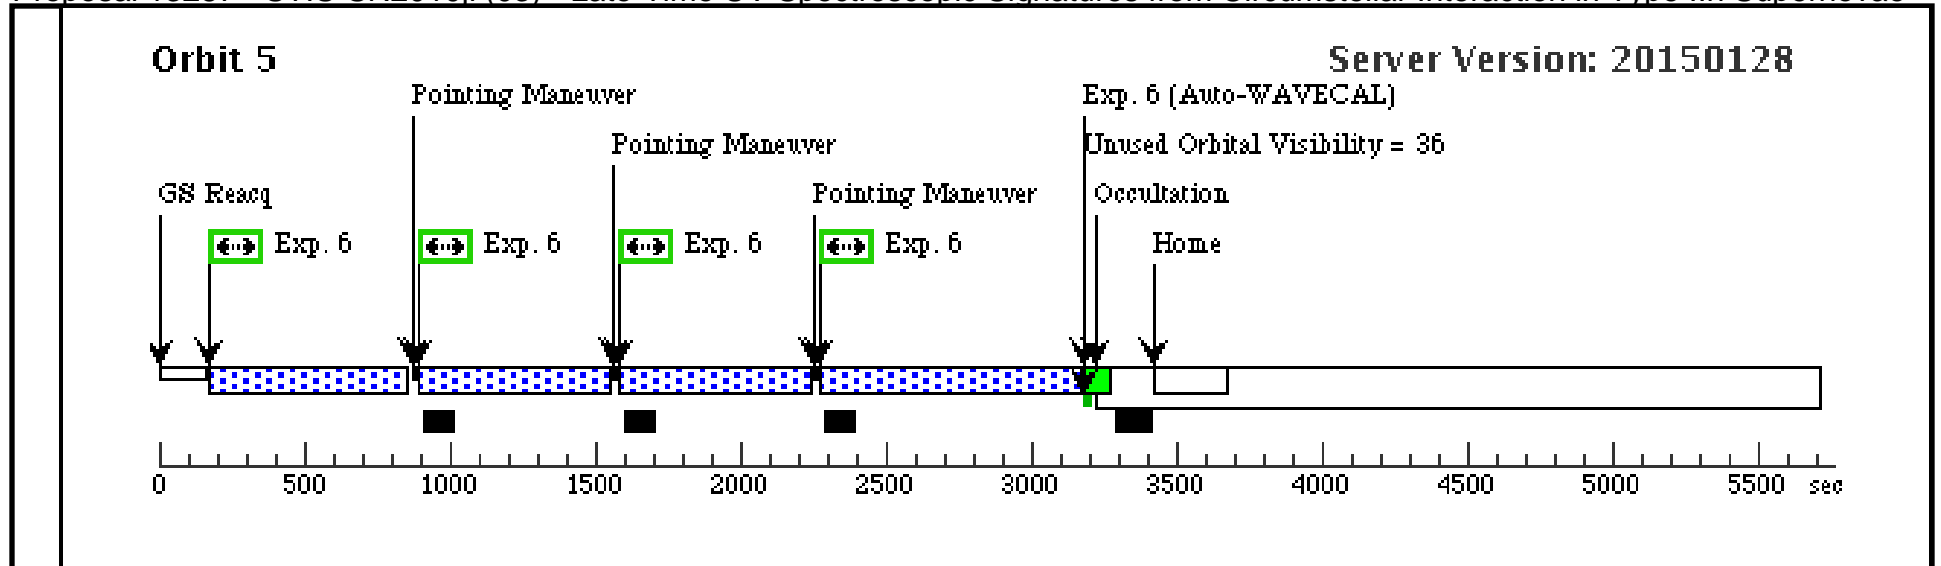 Orbit 5
Server Version: 20150128
Pointing Maneuver
Exp. 6 (Auto-WAVECAL)
Pointing Maneuver
Unused Orbital Visibility = 36
GS Reacq
Pointing Maneuver
Occultation
Exp. 6
Exp. 6
Exp. 6
Exp. 6
Home
0 500 1000 1500 2000 2500 3000 3500 4000 4500 5000 5500 sec